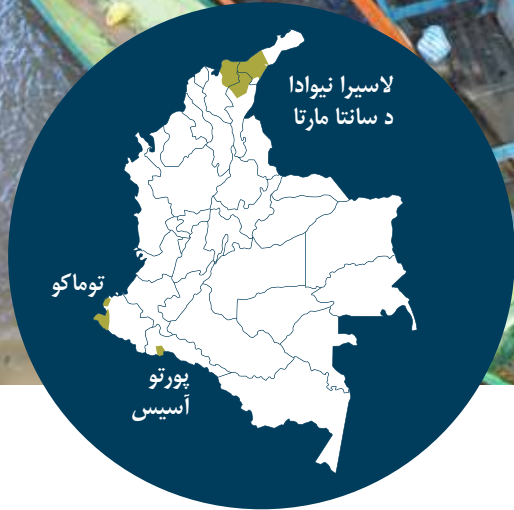 لاسیرا نیوادا
د سانتا مارتا
توماکو
پورتو
آسیس